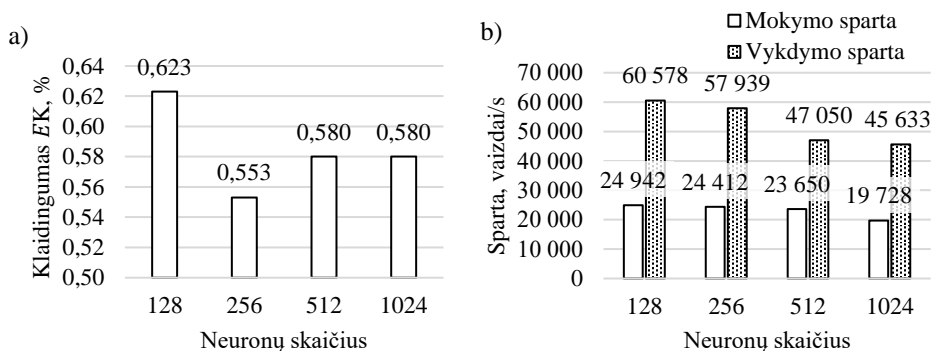 a)
Klaidingumas EK, %
0,64
0,62
0,60
0,58
0,56
0,54
0,52
0,50
0,623
0,553
0,580
0,580
128 256 512 1024
Neuronų skaičius
b)
Mokymo sparta
Vykdymo sparta
Sparta, vaizdai/s
70 000
60 000
50 000
40 000
30 000
20 000
10 000
0
60 578
57 939
47 050
45 633
24 942
24 412
23 650
19 728
128 256 512 1024
Neuronų skaičius